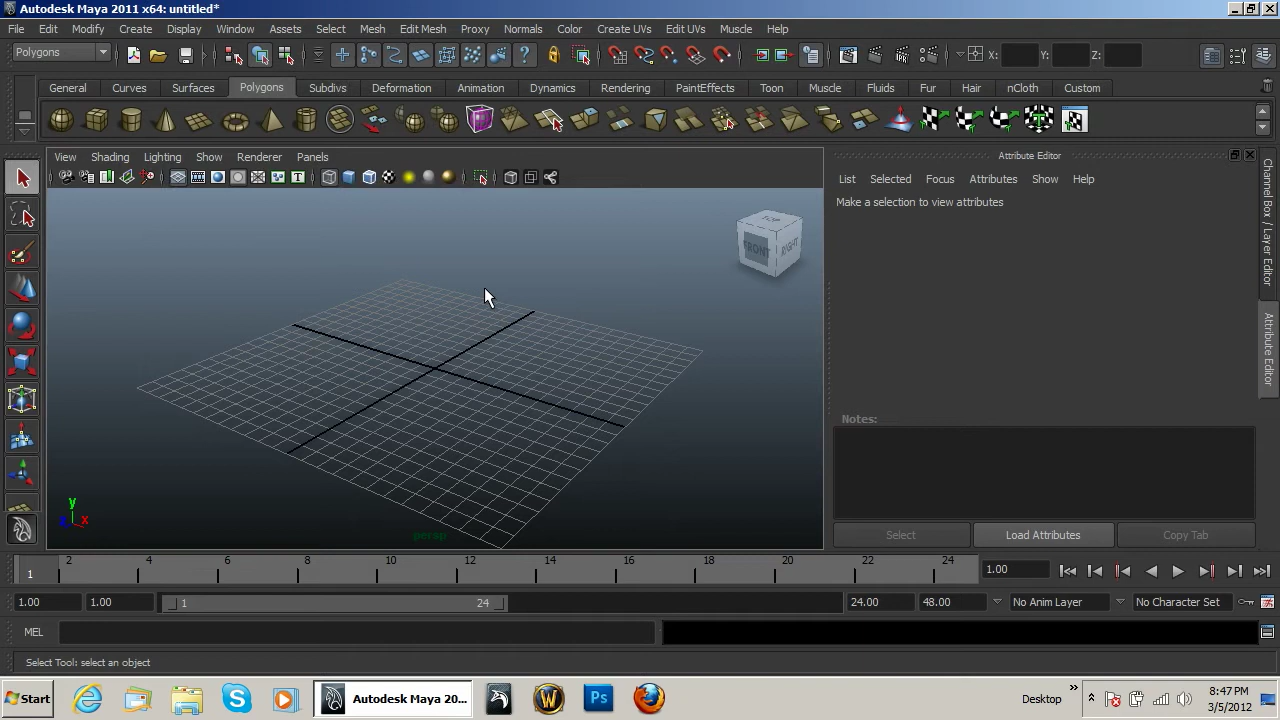 Autodesk Maya 2011 x64: untitled*
File Edit Modify Create Display Window Assets Select Mesh Edit Mesh Proxy Normals Color Create UVs Edit UVs Muscle Help
Polygons X: Y: Z:
General Curves Surfaces Polygons Subdivs Deformation Animation Dynamics Rendering PaintEffects Toon Muscle Fluids Fur Hair nCloth Custom
View Shading Lighting Show Renderer Panels
Attribute Editor
List Selected Focus Attributes Show Help
Make a selection to view attributes
TOP
FRONT RIGHT
Channel Box / Layer Editor
Attribute Editor
Notes:
y
z x
persp
Select Load Attributes Copy Tab
1 2 4 6 8 10 12 14 16 18 20 22 24 1.00
1.00 1.00 1 24 24.00 48.00 No Anim Layer No Character Set
MEL
Select Tool: select an object
Start Autodesk Maya 20... Desktop » 8:47 PM
3/5/2012